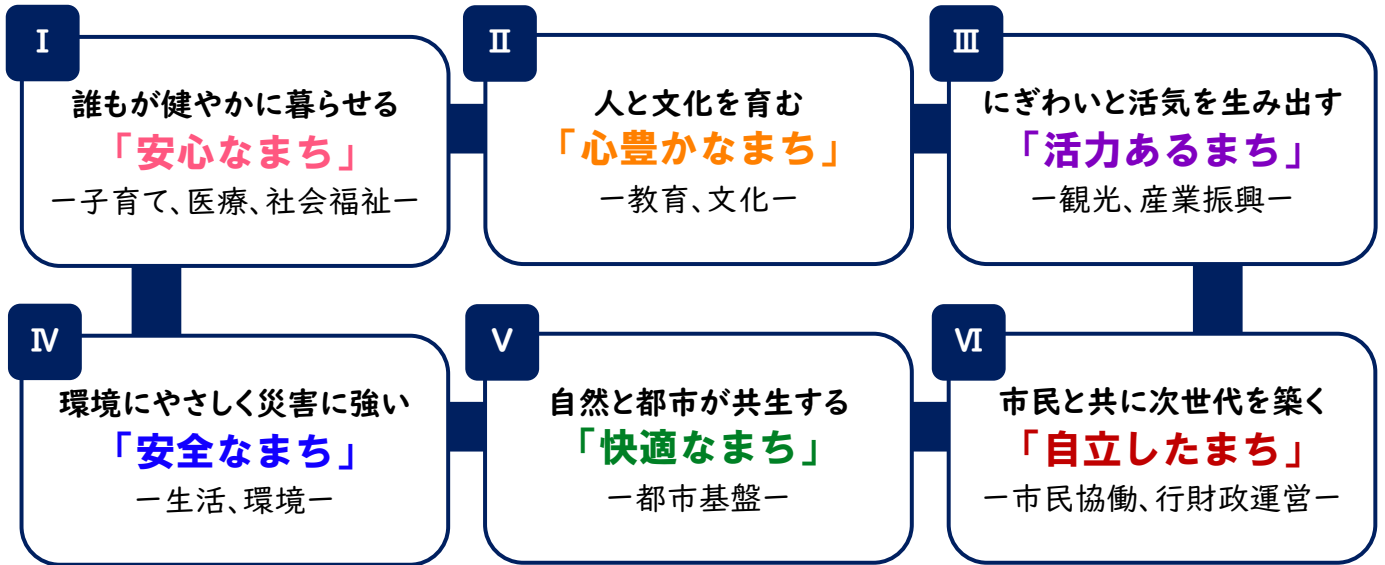 Ⅰ
誰もが健やかに暮らせる
「安心なまち」
ー子育て、医療、社会福祉ー
Ⅱ
人と文化を育む
「心豊かなまち」
ー教育、文化ー
Ⅲ
にぎわいと活気を生み出す
「活力あるまち」
ー観光、産業振興ー
Ⅳ
環境にやさしく災害に強い
「安全なまち」
ー生活、環境ー
Ⅴ
自然と都市が共生する
「快適なまち」
ー都市基盤ー
Ⅵ
市民と共に次世代を築く
「自立したまち」
ー市民協働、行財政運営ー